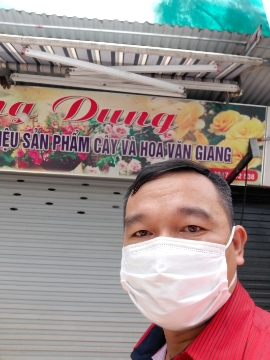 ng Dung
IỆU SẢN PHẨM CÂY VÀ HOA VĂN GIANG